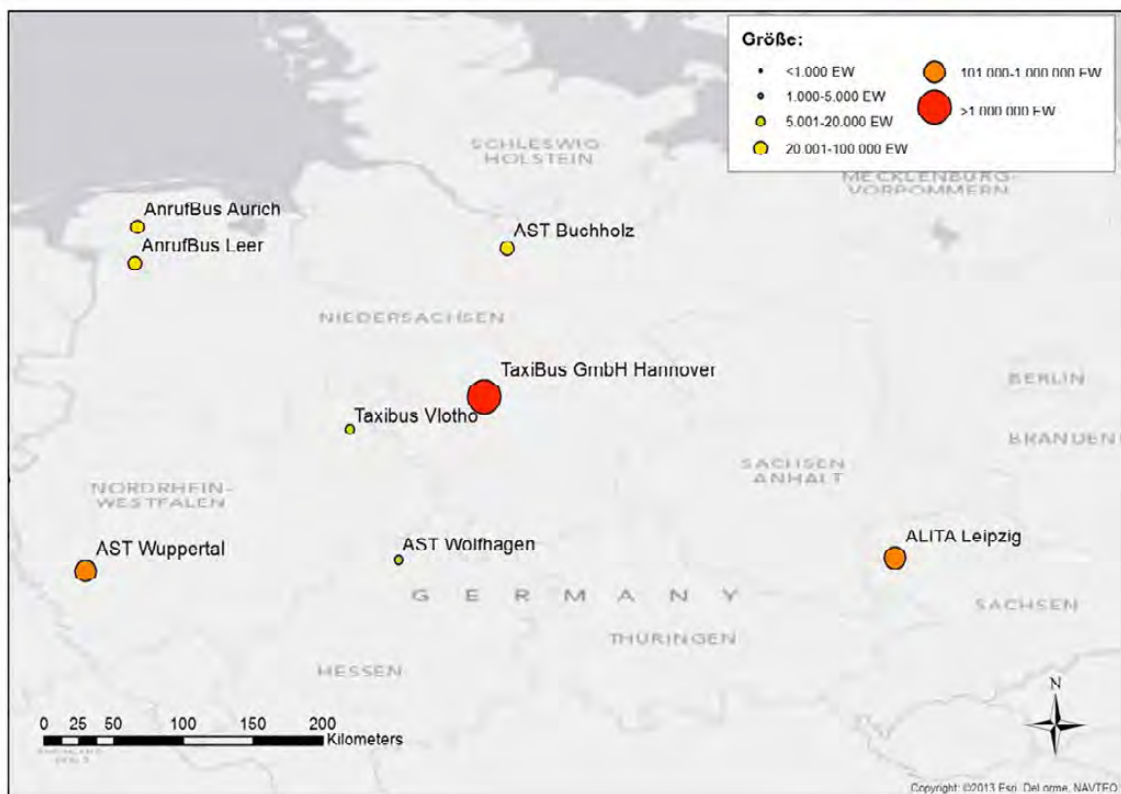 Größe:
<1.000 EW
1.000-5.000 EW
5.001-20.000 EW
20.001-100.000 EW
101.000-1.000.000 EW
>1.000.000 EW
SCHLESWIG
HOLSTEIN
MECKLENBURG-
VORPOMMERN
AnrufBus Aurich
AnrufBus Leer
AST Buchholz
NIEDERSACHSEN
TaxiBus GmbH Hannover
BERLIN
Taxibus Vlotho
BRANDEN
SACHSEN
ANHALT
NORDRHEIN-
WESTFALEN
AST Wuppertal
AST Wolfhagen
ALITA Leipzig
GERMANY
SACHSEN
THÜRINGEN
HESSEN
N
0 25 50 100 150 200
Kilometers
Copyright: ©2013 Esri, DeLorme, NAVTEQ